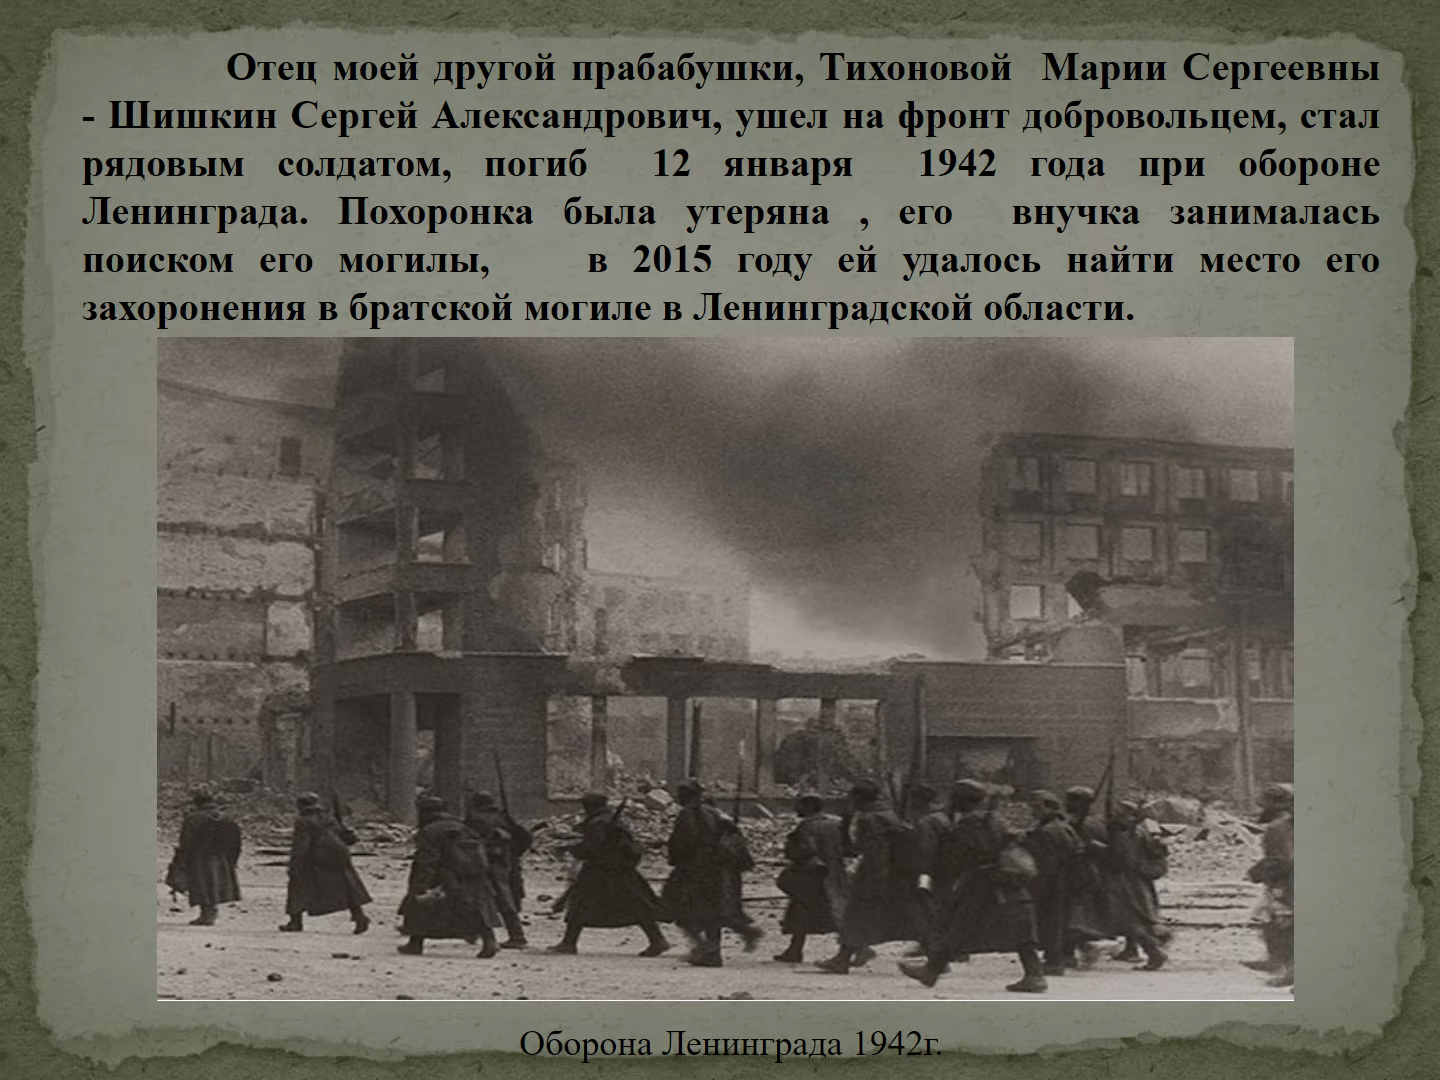 Отец моей другой прабабушки, Тихоновой Марии Сергеевны
- Шишкин Сергей Александрович, ушел на фронт добровольцем, стал
рядовым солдатом, погиб 12 января 1942 года при обороне
Ленинграда. Похоронка была утеряна , его внучка занималась
поиском его могилы, в 2015 году ей удалось найти место его
захоронения в братской могиле в Ленинградской области.
Оборона Ленинграда 1942г.